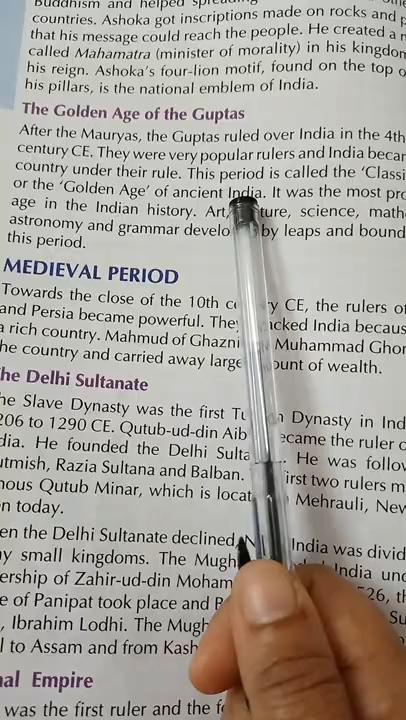 Buddhism and helped
countries. Ashoka got inscriptions made on rocks and
that his message could reach the people. He created a
called Mahamatra (minister of morality) in his kingdom
his reign. Ashoka's four-lion motif, found on the top o
his pillars, is the national emblem of India.
The Golden Age of the Guptas
After the Mauryas, the Guptas ruled over India in the 4th
century CE. They were very popular rulers and India becar
country under their rule. This period is called the 'Classi
or the 'Golden Age' of ancient India. It was the most pro
age in the Indian history. Art, ture, science, math
astronomy and grammar develo by leaps and bound
this period.
MEDIEVAL PERIOD
Towards the close of the 10th ce ry CE, the rulers of
and Persia became powerful. They acked India becaus
a rich country. Mahmud of Ghazni Muhammad Ghor
he country and carried away large ount of wealth.
he Delhi Sultanate
he Slave Dynasty was the first Tu n Dynasty in Ind
206 to 1290 CE. Qutub-ud-din Aib ecame the ruler o
dia. He founded the Delhi Sulta He was follov
utmish, Razia Sultana and Balban. irst two rulers m
nous Qutub Minar, which is locat Mehrauli, New
n today.
en the Delhi Sultanate declined, India was divid
ny small kingdoms. The Mugh India und
ership of Zahir-ud-din Moham 526, th
e of Panipat took place and B Su
, Ibrahim Lodhi. The Mugh
l to Assam and from Kash
al Empire
was the first ruler and the fo